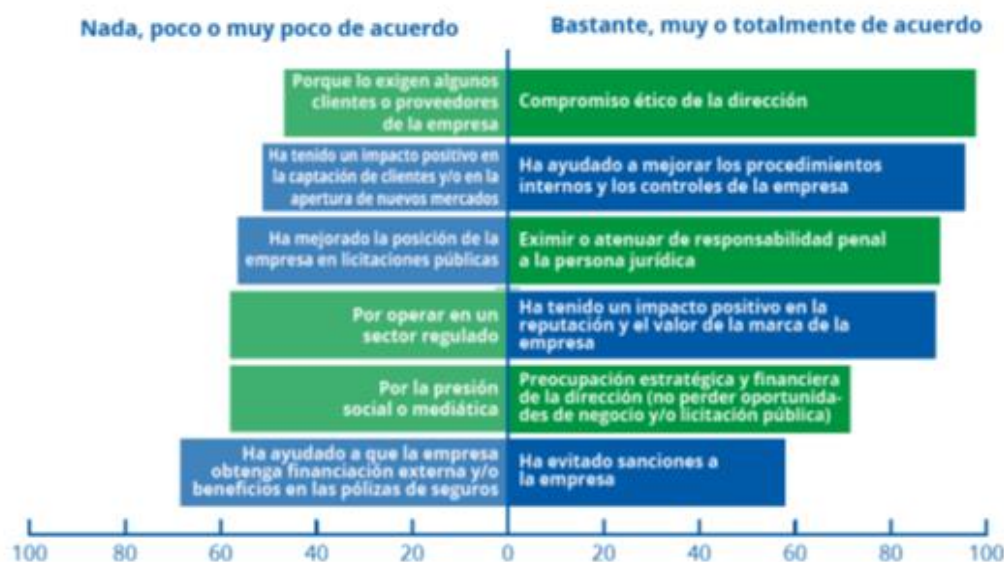 Nada, poco o muy poco de acuerdo
Bastante, muy o totalmente de acuerdo
Porque lo exigen algunos
clientes o proveedores
de la empresa
Compromiso ético de la dirección
Ha tenido un impacto positivo en
la captación de clientes y/o en la
apertura de nuevos mercados
Ha ayudado a mejorar los procedimientos
internos y los controles de la empresa
Ha mejorado la posición de la
empresa en licitaciones públicas
Eximir o atenuar de responsabilidad penal
a la persona jurídica
Por operar en un
sector regulado
Ha tenido un impacto positivo en la
reputación y el valor de la marca de la
empresa
Por la presión
social o mediática
Preocupación estratégica y financiera
de la dirección (no perder oportunida-
des de negocio y/o licitación pública)
Ha ayudado a que la empresa
obtenga financiación externa y/o
beneficios en las pólizas de seguros
Ha evitado sanciones a
la empresa
100 80 60 40 20 0 20 40 60 80 100